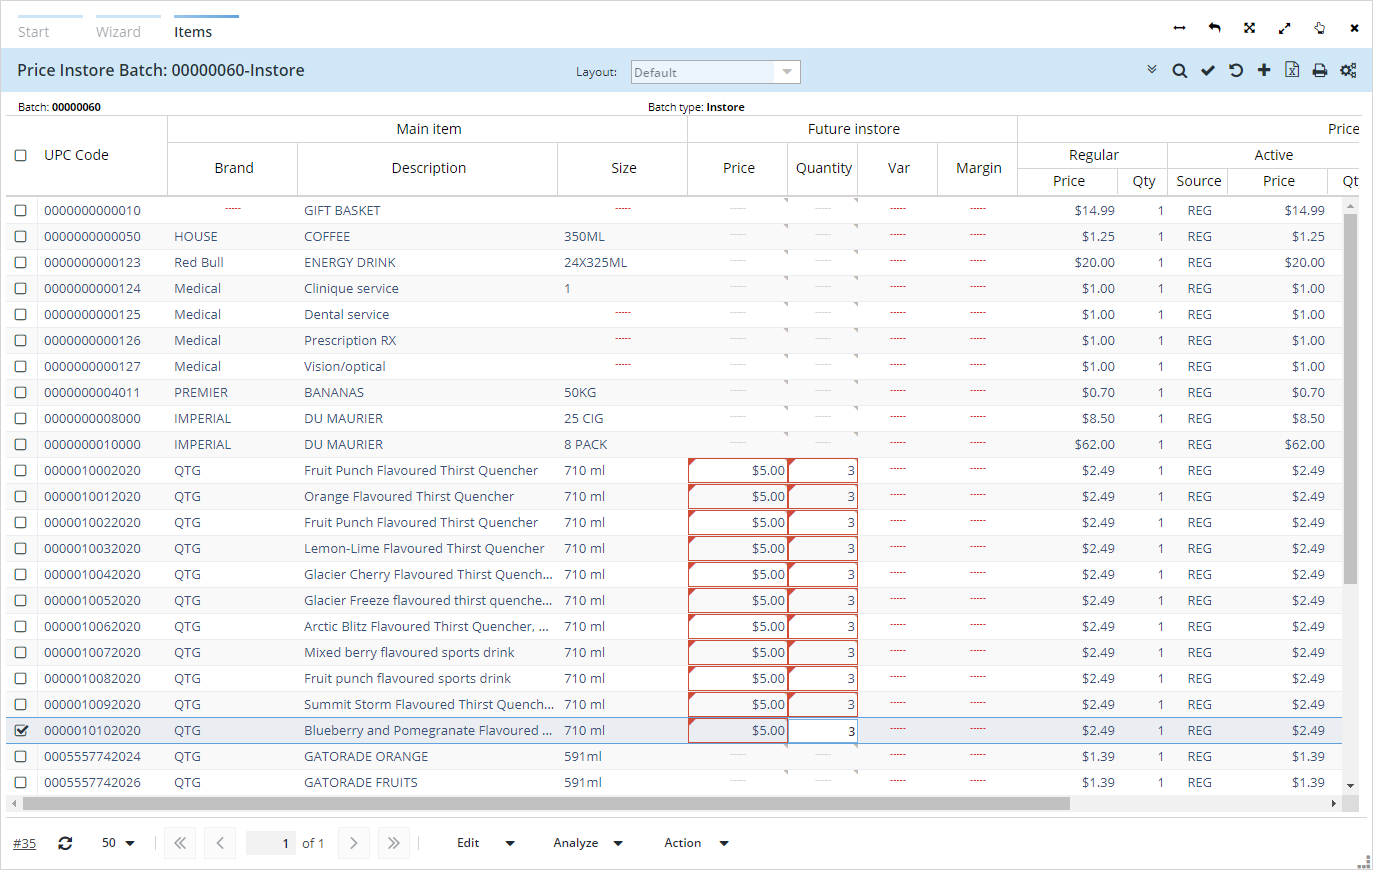 Start Wizard Items
Price Instore Batch: 00000060-Instore Layout: Default
Batch: 00000060 Batch type: Instore
Main item Future instore Price
UPC Code Brand Description Size Price Quantity Var Margin Regular Active
Price Qty Source Price Qt
0000000000010 ----- GIFT BASKET ----- ----- ----- ----- ----- $14.99 1 REG $14.99
0000000000050 HOUSE COFFEE 350ML ----- ----- ----- ----- $1.25 1 REG $1.25
0000000000123 Red Bull ENERGY DRINK 24X325ML ----- ----- ----- ----- $20.00 1 REG $20.00
0000000000124 Medical Clinique service 1 ----- ----- ----- ----- $1.00 1 REG $1.00
0000000000125 Medical Dental service ----- ----- ----- ----- ----- $1.00 1 REG $1.00
0000000000126 Medical Prescription RX ----- ----- ----- ----- ----- $1.00 1 REG $1.00
0000000000127 Medical Vision/optical ----- ----- ----- ----- ----- $1.00 1 REG $1.00
0000000004011 PREMIER BANANAS 50KG ----- ----- ----- ----- $0.70 1 REG $0.70
0000000008000 IMPERIAL DU MAURIER 25 CIG ----- ----- ----- ----- $8.50 1 REG $8.50
0000000010000 IMPERIAL DU MAURIER 8 PACK ----- ----- ----- ----- $62.00 1 REG $62.00
0000010002020 QTG Fruit Punch Flavoured Thirst Quencher 710 ml $5.00 3 ----- ----- $2.49 1 REG $2.49
0000010012020 QTG Orange Flavoured Thirst Quencher 710 ml $5.00 3 ----- ----- $2.49 1 REG $2.49
0000010022020 QTG Fruit Punch Flavoured Thirst Quencher 710 ml $5.00 3 ----- ----- $2.49 1 REG $2.49
0000010032020 QTG Lemon-Lime Flavoured Thirst Quencher 710 ml $5.00 3 ----- ----- $2.49 1 REG $2.49
0000010042020 QTG Glacier Cherry Flavoured Thirst Quench... 710 ml $5.00 3 ----- ----- $2.49 1 REG $2.49
0000010052020 QTG Glacier Freeze flavoured thirst quenche... 710 ml $5.00 3 ----- ----- $2.49 1 REG $2.49
0000010062020 QTG Arctic Blitz Flavoured Thirst Quencher, ... 710 ml $5.00 3 ----- ----- $2.49 1 REG $2.49
0000010072020 QTG Mixed berry flavoured sports drink 710 ml $5.00 3 ----- ----- $2.49 1 REG $2.49
0000010082020 QTG Fruit punch flavoured sports drink 710 ml $5.00 3 ----- ----- $2.49 1 REG $2.49
0000010092020 QTG Summit Storm Flavoured Thirst Quench... 710 ml $5.00 3 ----- ----- $2.49 1 REG $2.49
0000010102020 QTG Blueberry and Pomegranate Flavoured ... 710 ml $5.00 3 ----- ----- $2.49 1 REG $2.49
0005557742024 QTG GATORADE ORANGE 591ml ----- ----- ----- ----- $1.39 1 REG $1.39
0005557742026 QTG GATORADE FRUITS 591ml ----- ----- ----- ----- $1.39 1 REG $1.39
#35 50 1 of 1 Edit Analyze Action